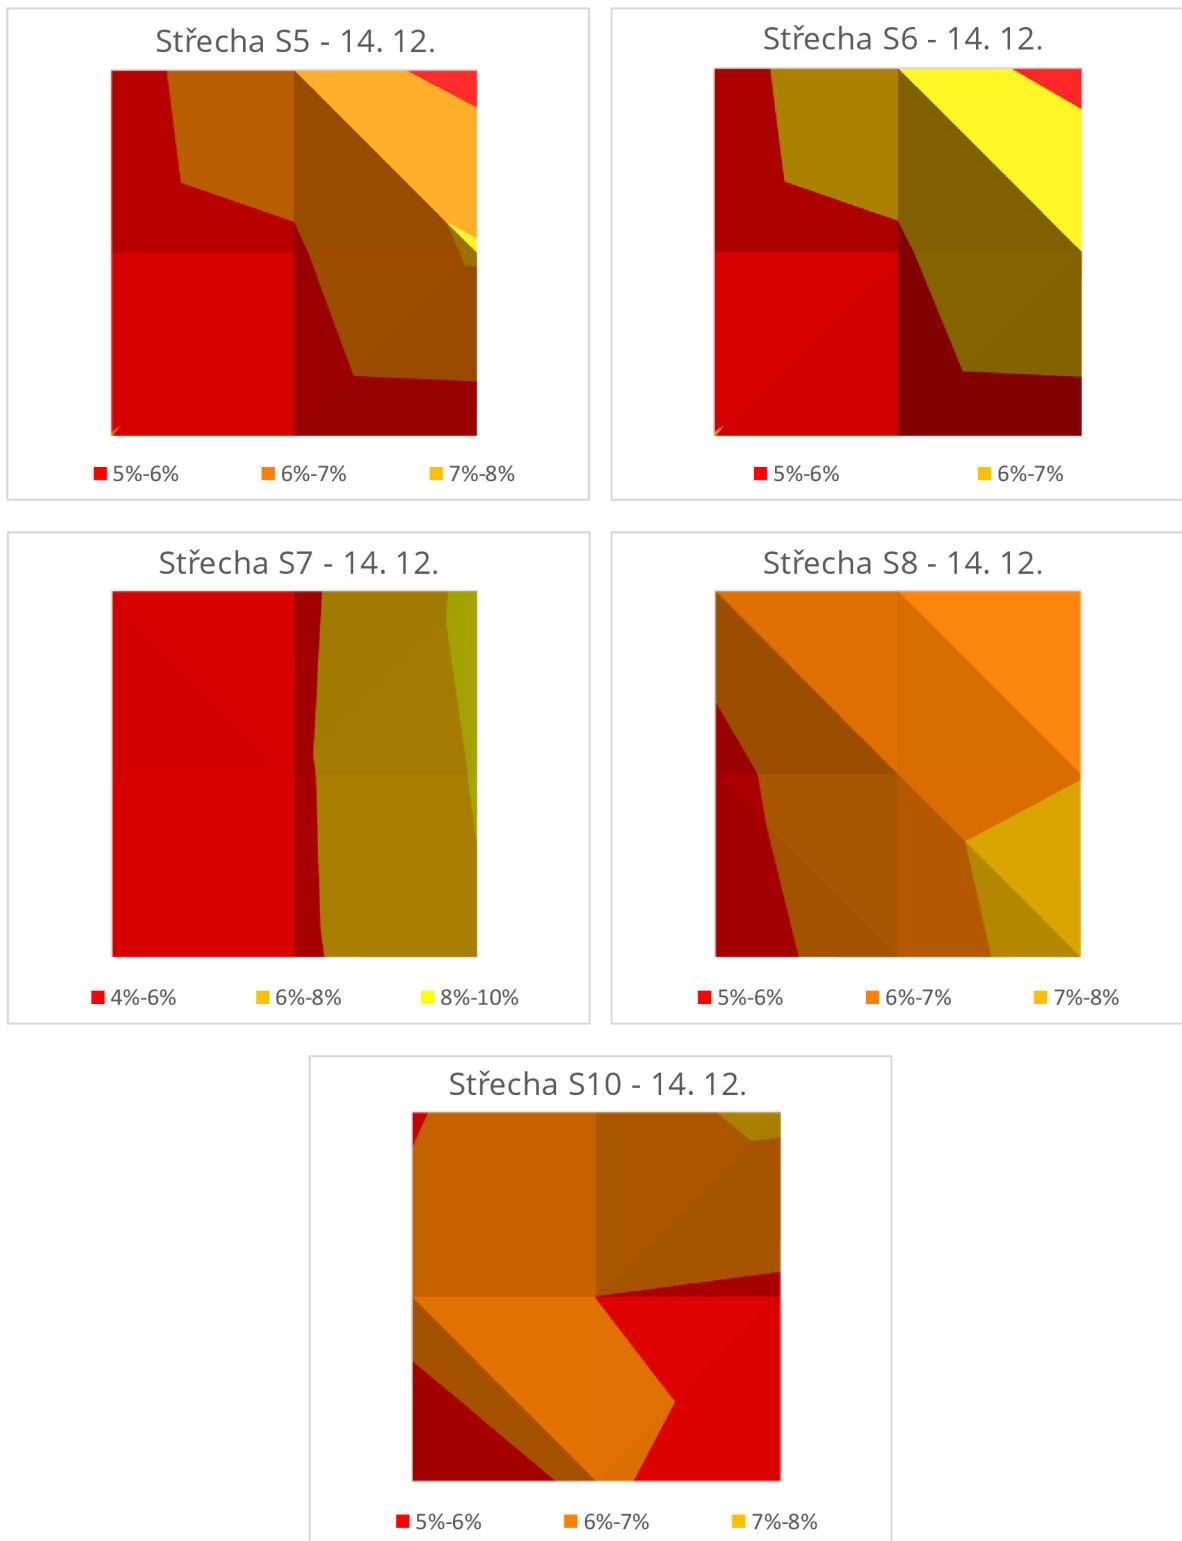 Střecha S5 - 14. 12.
5%-6% 6%-7% 7%-8%
Střecha S6 - 14. 12.
5%-6% 6%-7%
Střecha S7 - 14. 12.
4%-6% 6%-8% 8%-10%
Střecha S8 - 14. 12.
5%-6% 6%-7% 7%-8%
Střecha S10 - 14. 12.
5%-6% 6%-7% 7%-8%